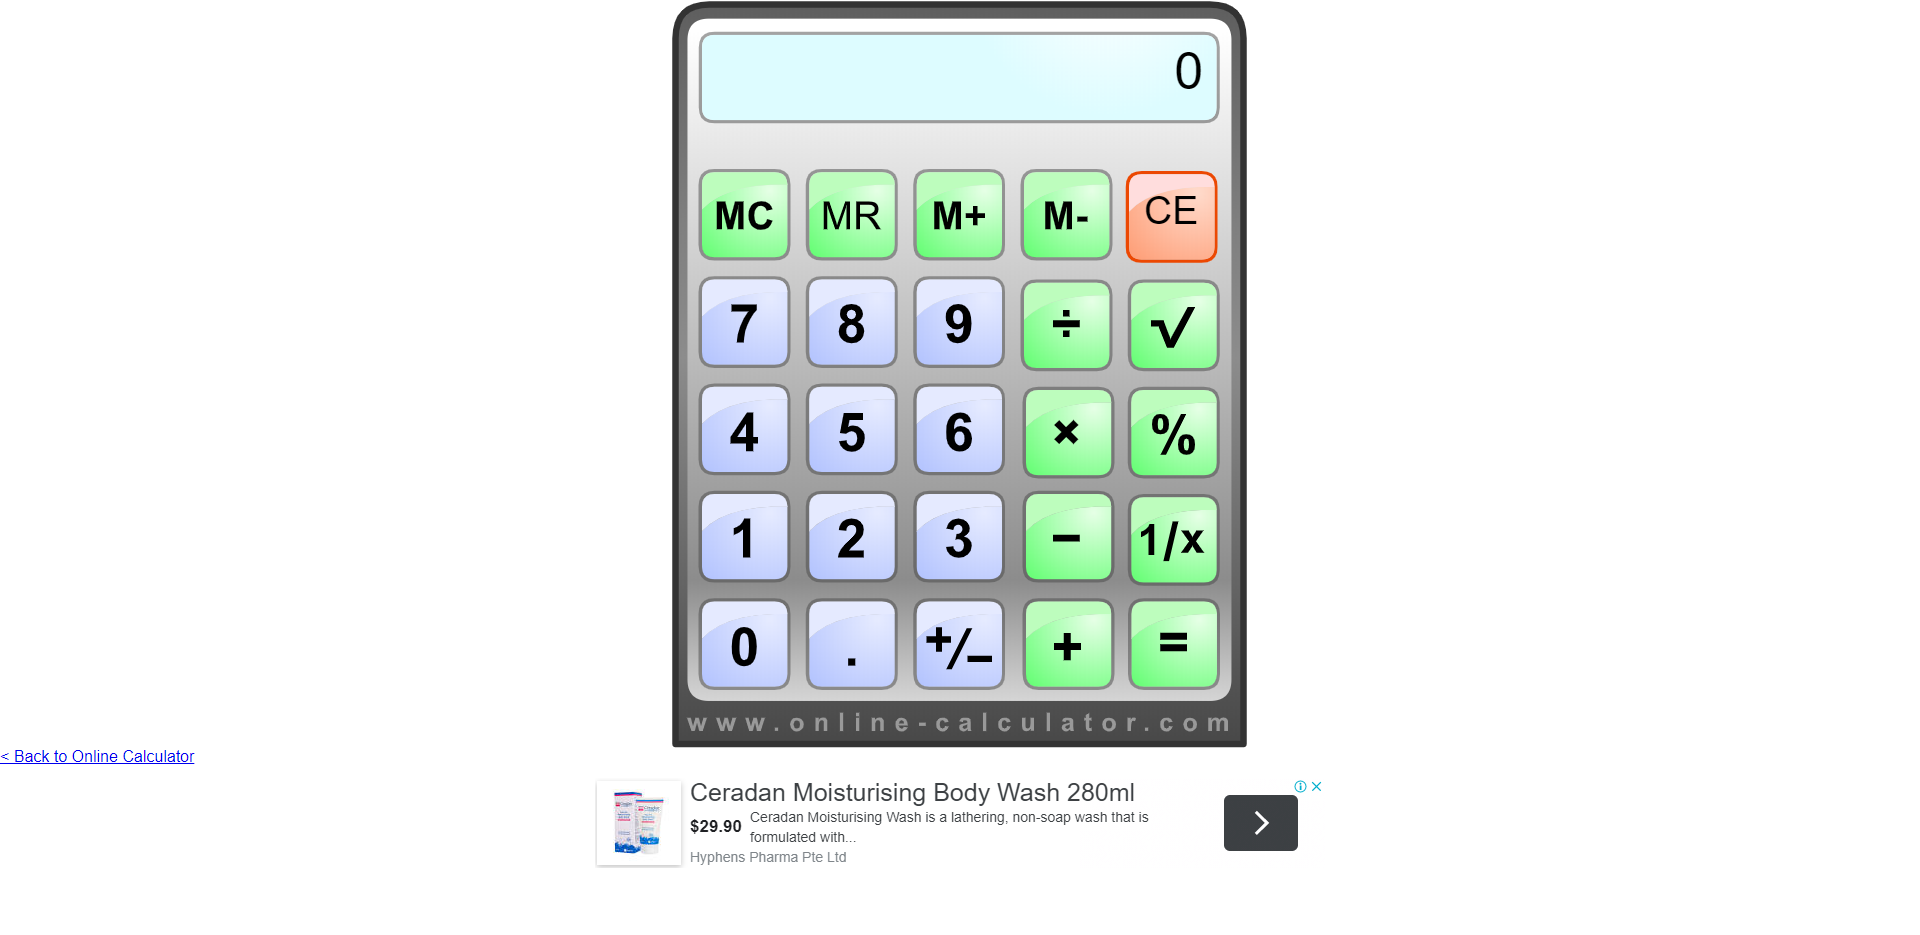 0
MC MR M+ M- CE
7 8 9 ÷ √
4 5 6 × %
1 2 3 − 1/x
0 . +/− + =
www.online-calculator.com
< Back to Online Calculator
Ceradan Moisturising Body Wash 280ml
$29.90 Ceradan Moisturising Wash is a lathering, non-soap wash that is
formulated with...
Hyphens Pharma Pte Ltd